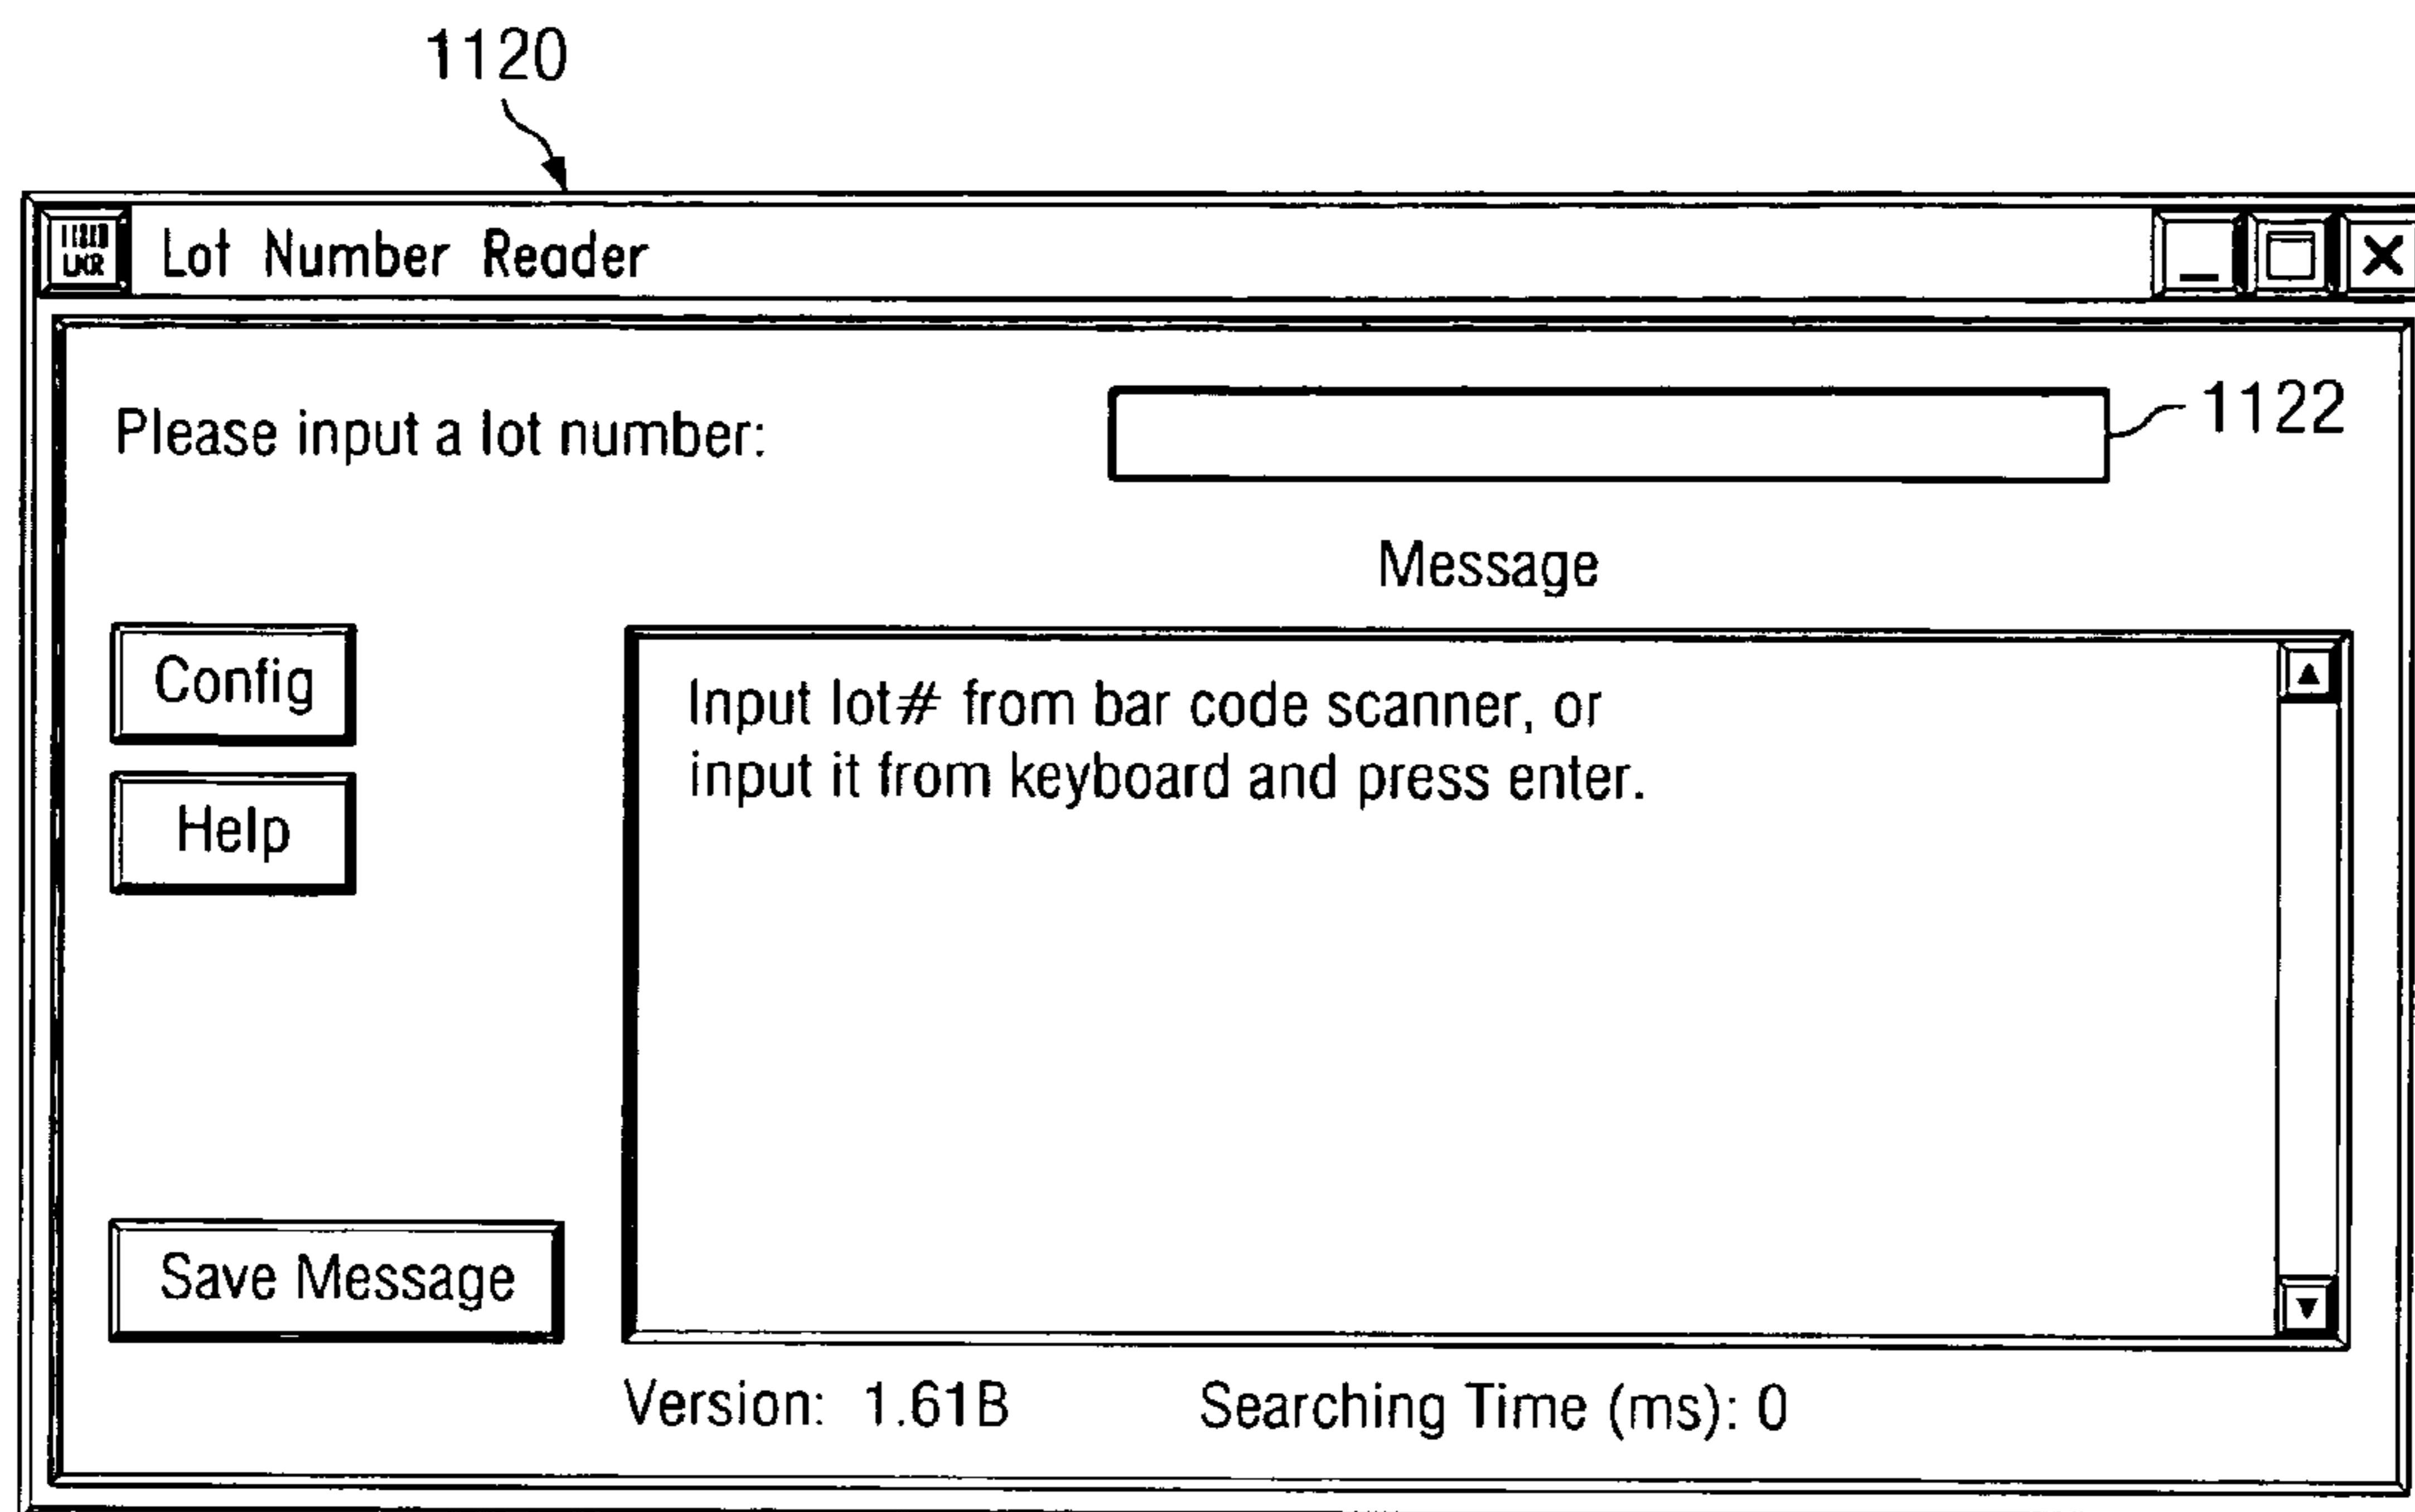 1120
Lot Number Reader
Please input a lot number:
1122
Message
Config
Help
Input lot# from bar code scanner, or
input it from keyboard and press enter.
Save Message
Version: 1.61B
Searching Time (ms): 0